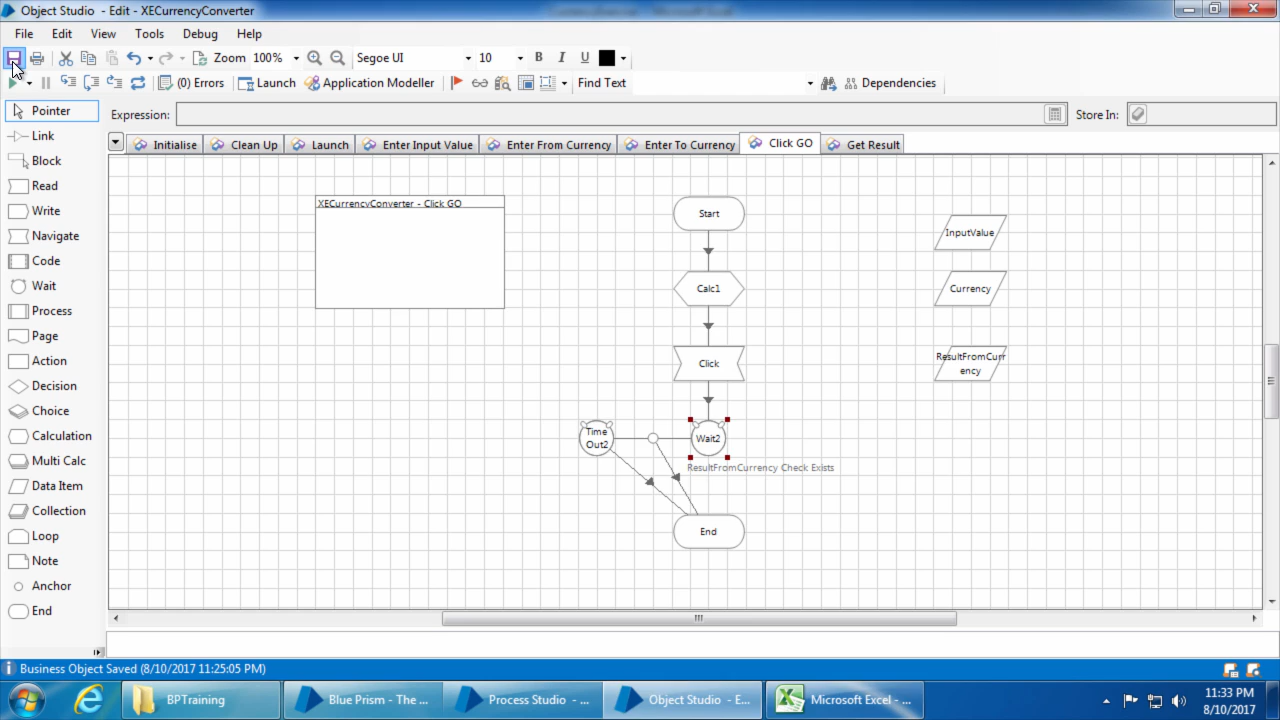 Object Studio - Edit - XECurrencyConverter
File Edit View Tools Debug Help
Zoom 100% Segoe UI 10 B I U
(0) Errors Launch Application Modeller Find Text Dependencies
Pointer
Link
Block
Read
Write
Navigate
Code
Wait
Process
Page
Action
Decision
Choice
Calculation
Multi Calc
Data Item
Collection
Loop
Note
Anchor
End
Expression: Store In:
Initialise Clean Up Launch Enter Input Value Enter From Currency Enter To Currency Click GO Get Result
XECurrencyConverter - Click GO
Start
Calc1
Click
Time
Out2
Wait2
ResultFromCurrency Check Exists
End
InputValue
Currency
ResultFromCurr
ency
Business Object Saved (8/10/2017 11:25:05 PM)
BPTraining Blue Prism - The ... Process Studio - ... Object Studio - E... Microsoft Excel - ...
11:33 PM
8/10/2017